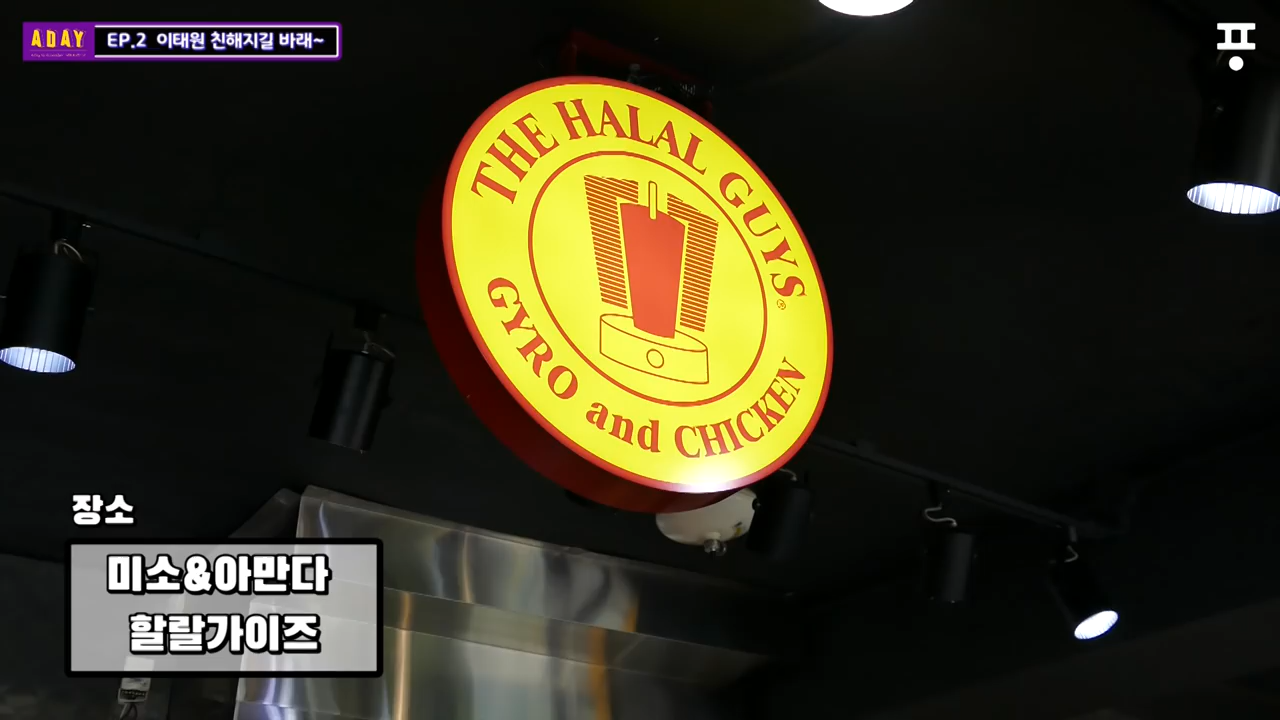 ADAY
EP.2 이태원 친해지길 바래~
프
THE HALAL GUYS®
GYRO and CHICKEN
장소
미소&아만다
할랄가이즈